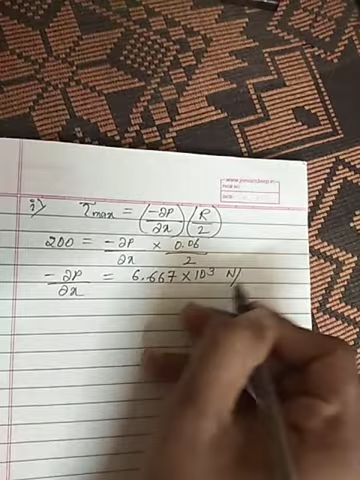 i) τmax = (-∂P/∂x) (R/2)
200 = -∂P/∂x × 0.06/2
-∂P/∂x = 6.667 × 10³ N/